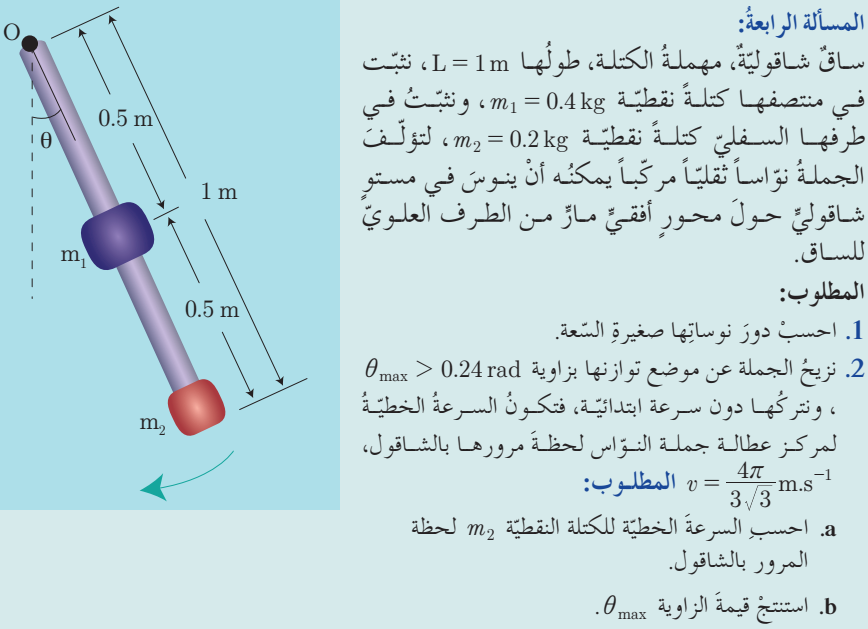 المسألة الرابعةُ:
ساقٌ شاقوليّةٌ، مهملةُ الكتلة، طولُها L = 1 m، نثبّت
في منتصفها كتلةً نقطيّة m₁ = 0.4 kg، ونثبّتُ في
طرفها السفليّ كتلةً نقطيّة m₂ = 0.2 kg، لتؤلّفَ
الجملةُ نوّاساً ثقليّاً مركّباً يمكنُه أنْ ينوسَ في مستوٍ
شاقوليٍّ حولَ محورٍ أفقيٍّ مارٍّ من الطرف العلويّ
للساق.
المطلوب:
1. احسبْ دورَ نوساتِها صغيرةِ السّعة.
2. نزيحُ الجملة عن موضع توازنها بزاوية θmax > 0.24 rad
، ونتركُها دون سرعة ابتدائيّة، فتكونُ السرعةُ الخطيّةُ
لمركز عطالة جملة النوّاس لحظةَ مرورها بالشاقول،
v = 4π/3√3 m.s⁻¹ المطلوب:
a. احسبِ السرعةَ الخطيّة للكتلة النقطيّة m₂ لحظة
المرور بالشاقول.
b. استنتجْ قيمةَ الزاوية θmax.
O
θ
0.5 m
1 m
m₁
0.5 m
m₂